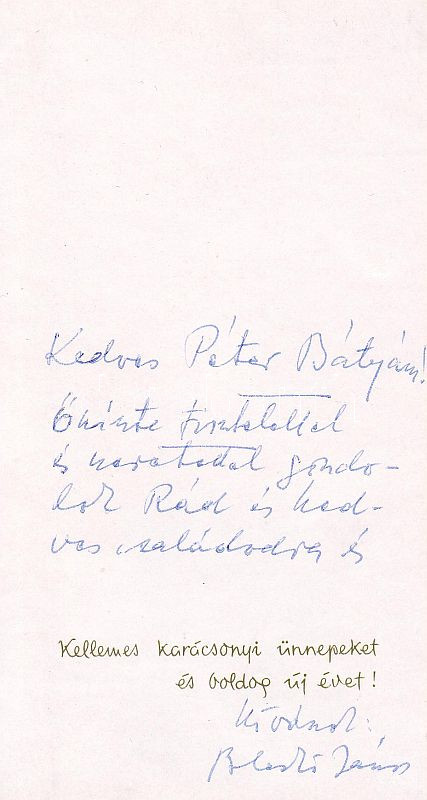 Kedves Péter Bátyám!
Őszinte tisztelettel
és szeretettel gondo-
lok Rád és ked-
ves családodra és
Kellemes karácsonyi ünnepeket
és boldog új évet!
Kívánok:
János